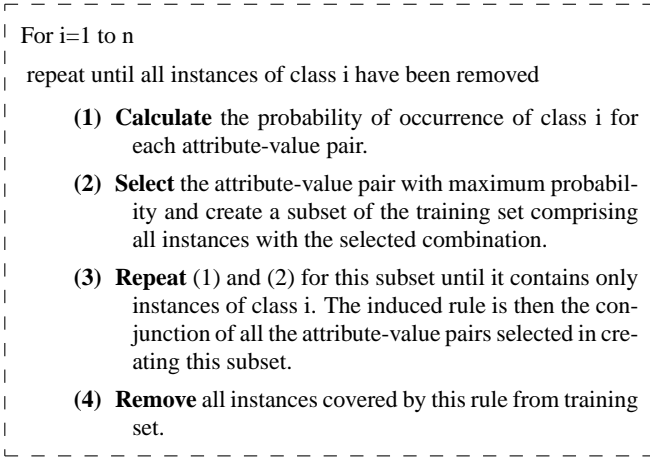 For i=1 to n
repeat until all instances of class i have been removed
(1) Calculate the probability of occurrence of class i for
each attribute-value pair.
(2) Select the attribute-value pair with maximum probabil-
ity and create a subset of the training set comprising
all instances with the selected combination.
(3) Repeat (1) and (2) for this subset until it contains only
instances of class i. The induced rule is then the con-
junction of all the attribute-value pairs selected in cre-
ating this subset.
(4) Remove all instances covered by this rule from training
set.